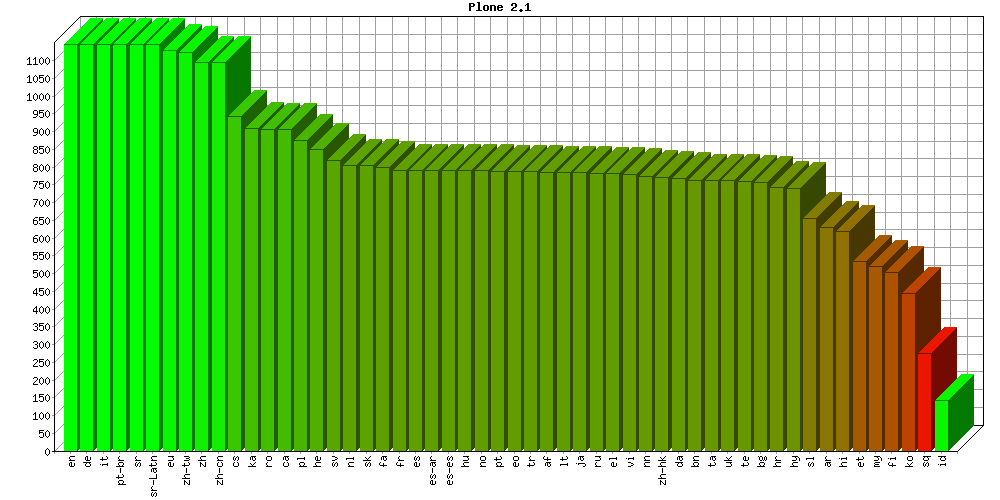 Plone 2.1
1100
1050
1000
950
900
850
800
750
700
650
600
550
500
450
400
350
300
250
200
150
100
50
0
en
de
it
pt-br
sr
sr-Latn
eu
zh-tw
zh
zh-cn
cs
ka
ro
ca
pl
he
sv
nl
sk
fa
fr
es
es-ar
es-es
hu
no
pt
eo
tr
af
lt
ja
ru
el
vi
nn
zh-hk
da
bn
ta
uk
te
bg
hr
hy
sl
ar
hi
et
my
fi
ko
sq
id